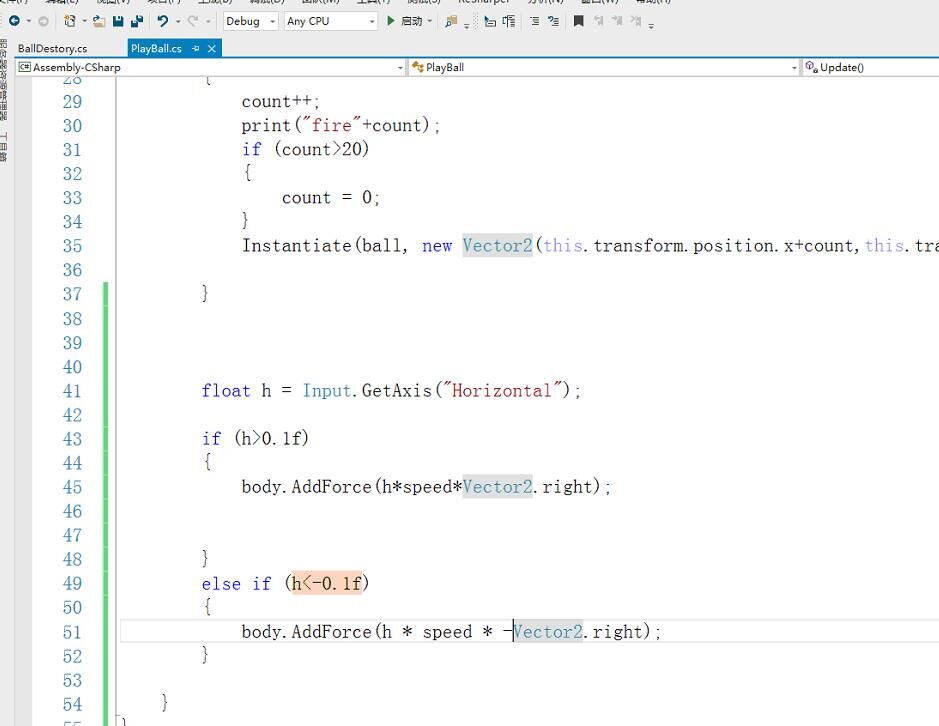 Debug
Any CPU
启动
BallDestory.cs
PlayBall.cs
Assembly-CSharp
PlayBall
Update()
28 {
29 count++;
30 print("fire"+count);
31 if (count>20)
32 {
33 count = 0;
34 }
35 Instantiate(ball, new Vector2(this.transform.position.x+count,this.tra
36
37 }
38
39
40
41 float h = Input.GetAxis("Horizontal");
42
43 if (h>0.1f)
44 {
45 body.AddForce(h*speed*Vector2.right);
46
47
48 }
49 else if (h<-0.1f)
50 {
51 body.AddForce(h * speed * -Vector2.right);
52 }
53
54 }
55 }
工具箱